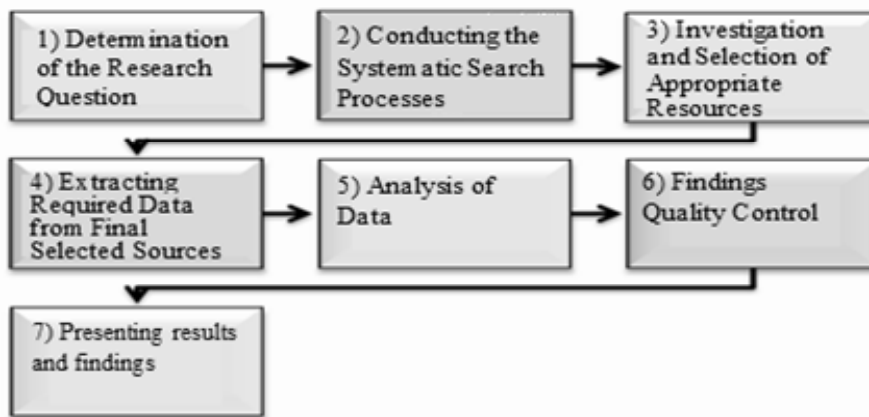 1) Determination
of the Research
Question
2) Conducting the
Systematic Search
Processes
3) Investigation
and Selection of
Appropriate
Resources
4) Extracting
Required Data
from Final
Selected Sources
5) Analysis of
Data
6) Findings
Quality Control
7) Presenting results
and findings